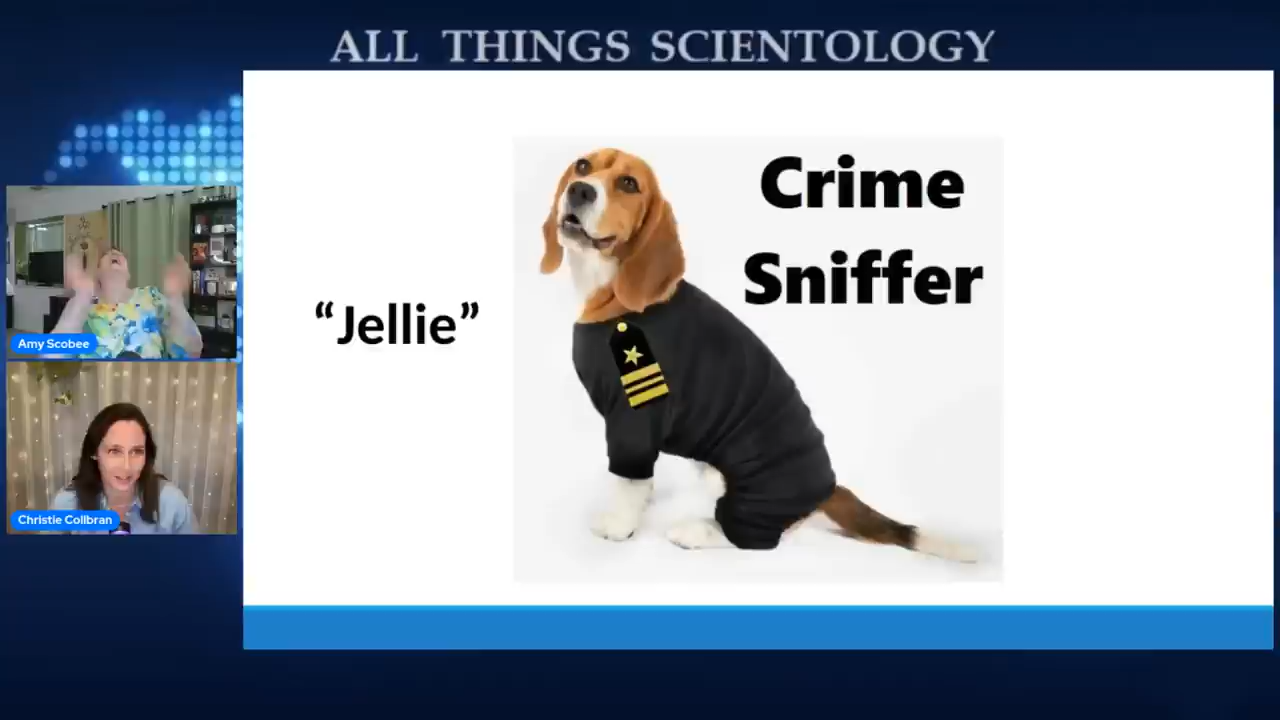 ALL THINGS SCIENTOLOGY
Crime
Sniffer
“Jellie”
Amy Scobee
Christie Collbran